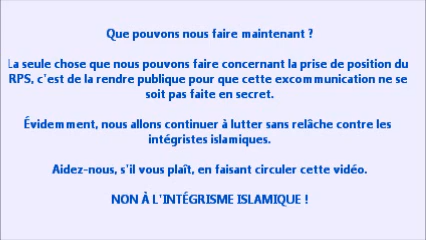 Que pouvons nous faire maintenant ?
La seule chose que nous pouvons faire concernant la prise de position du
RPS, c'est de la rendre publique pour que cette excommunication ne se
soit pas faite en secret.
Évidemment, nous allons continuer à lutter sans relâche contre les
intégristes islamiques.
Aidez-nous, s'il vous plaît, en faisant circuler cette vidéo.
NON À L'INTÉGRISME ISLAMIQUE !